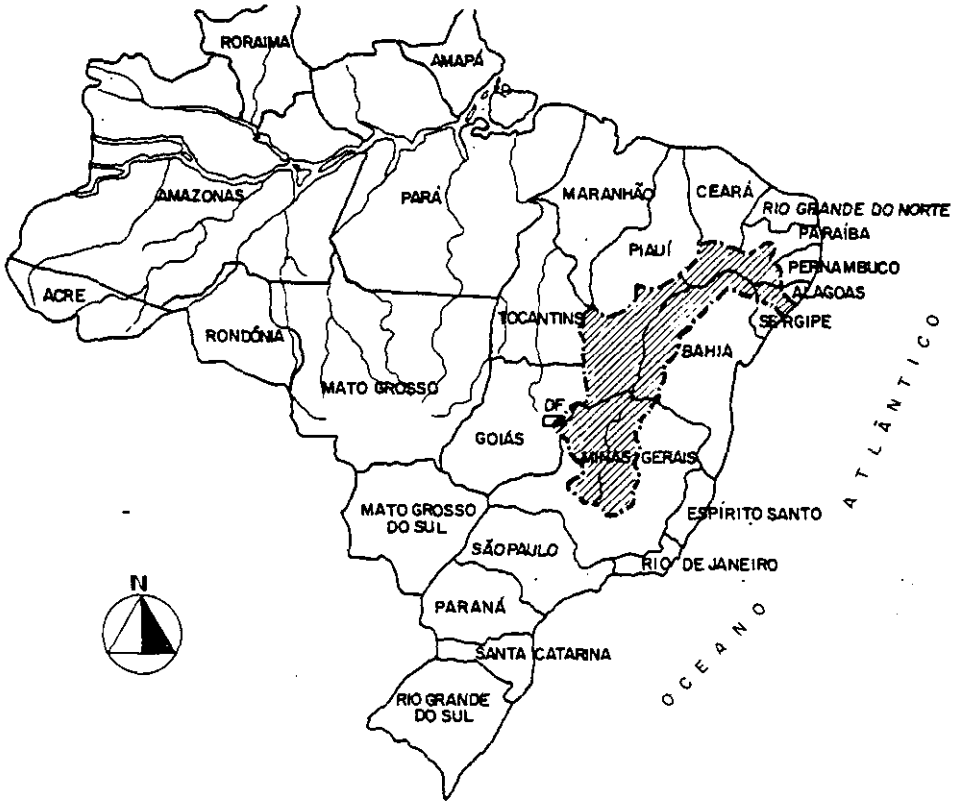 RORAIMA
AMAPÁ
AMAZONAS
PARÁ
MARANHÃO
CEARÁ
RIO GRANDE DO NORTE
PARAÍBA
PIAUÍ
PERNAMBUCO
ALAGOAS
SERGIPE
ACRE
RONDÔNIA
TOCANTINS
BAHIA
MATO GROSSO
DF
GOIÁS
MINAS GERAIS
MATO GROSSO
DO SUL
ESPÍRITO SANTO
SÃO PAULO
RIO DE JANEIRO
PARANÁ
SANTA CATARINA
RIO GRANDE
DO SUL
N
OCEANO ATLÂNTICO